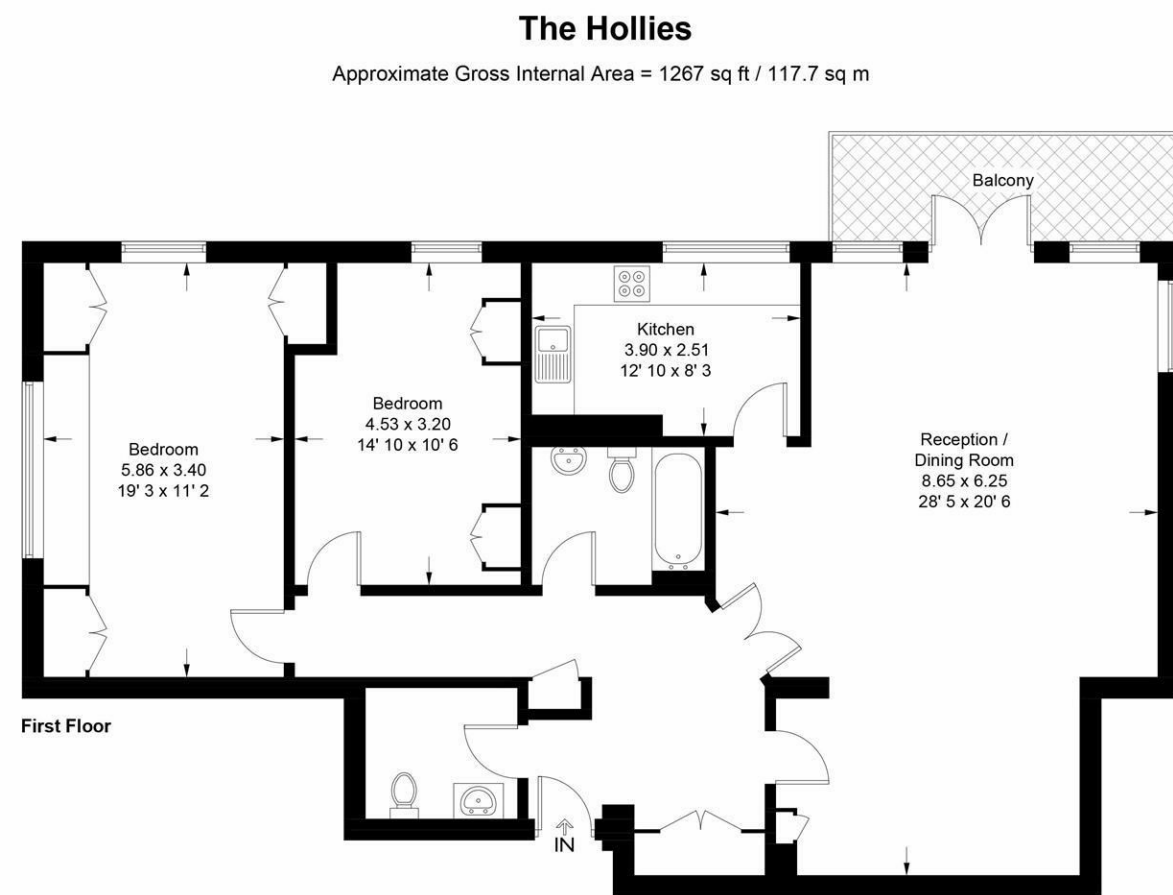 The Hollies
Approximate Gross Internal Area = 1267 sq ft / 117.7 sq m
Balcony
Kitchen
3.90 x 2.51
12' 10 x 8' 3
Bedroom
4.53 x 3.20
14' 10 x 10' 6
Bedroom
5.86 x 3.40
19' 3 x 11' 2
Reception /
Dining Room
8.65 x 6.25
28' 5 x 20' 6
First Floor
IN